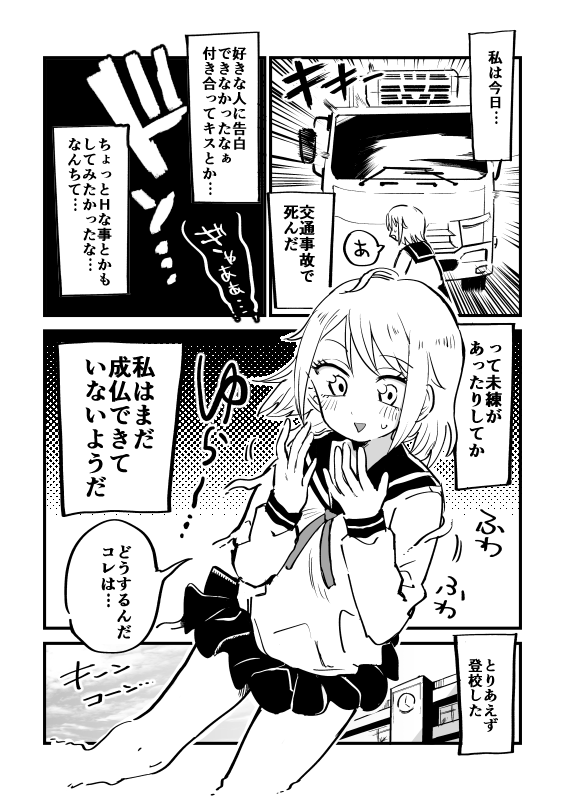 私は今日…
キキーッ
あ
交通事故で
死んだ
好きな人に告白
できなかったなぁ
付き合ってキスとか…
ドン…
ぎゃああ…
ちょっとＨな事とかも
してみたかったな…
なんちて…
って未練が
あったりしてか
ゆら〜…
私はまだ
成仏できて
いないようだ
ふわ
ふわ
どうするんだ
コレは…
とりあえず
登校した
キーン
コーン…